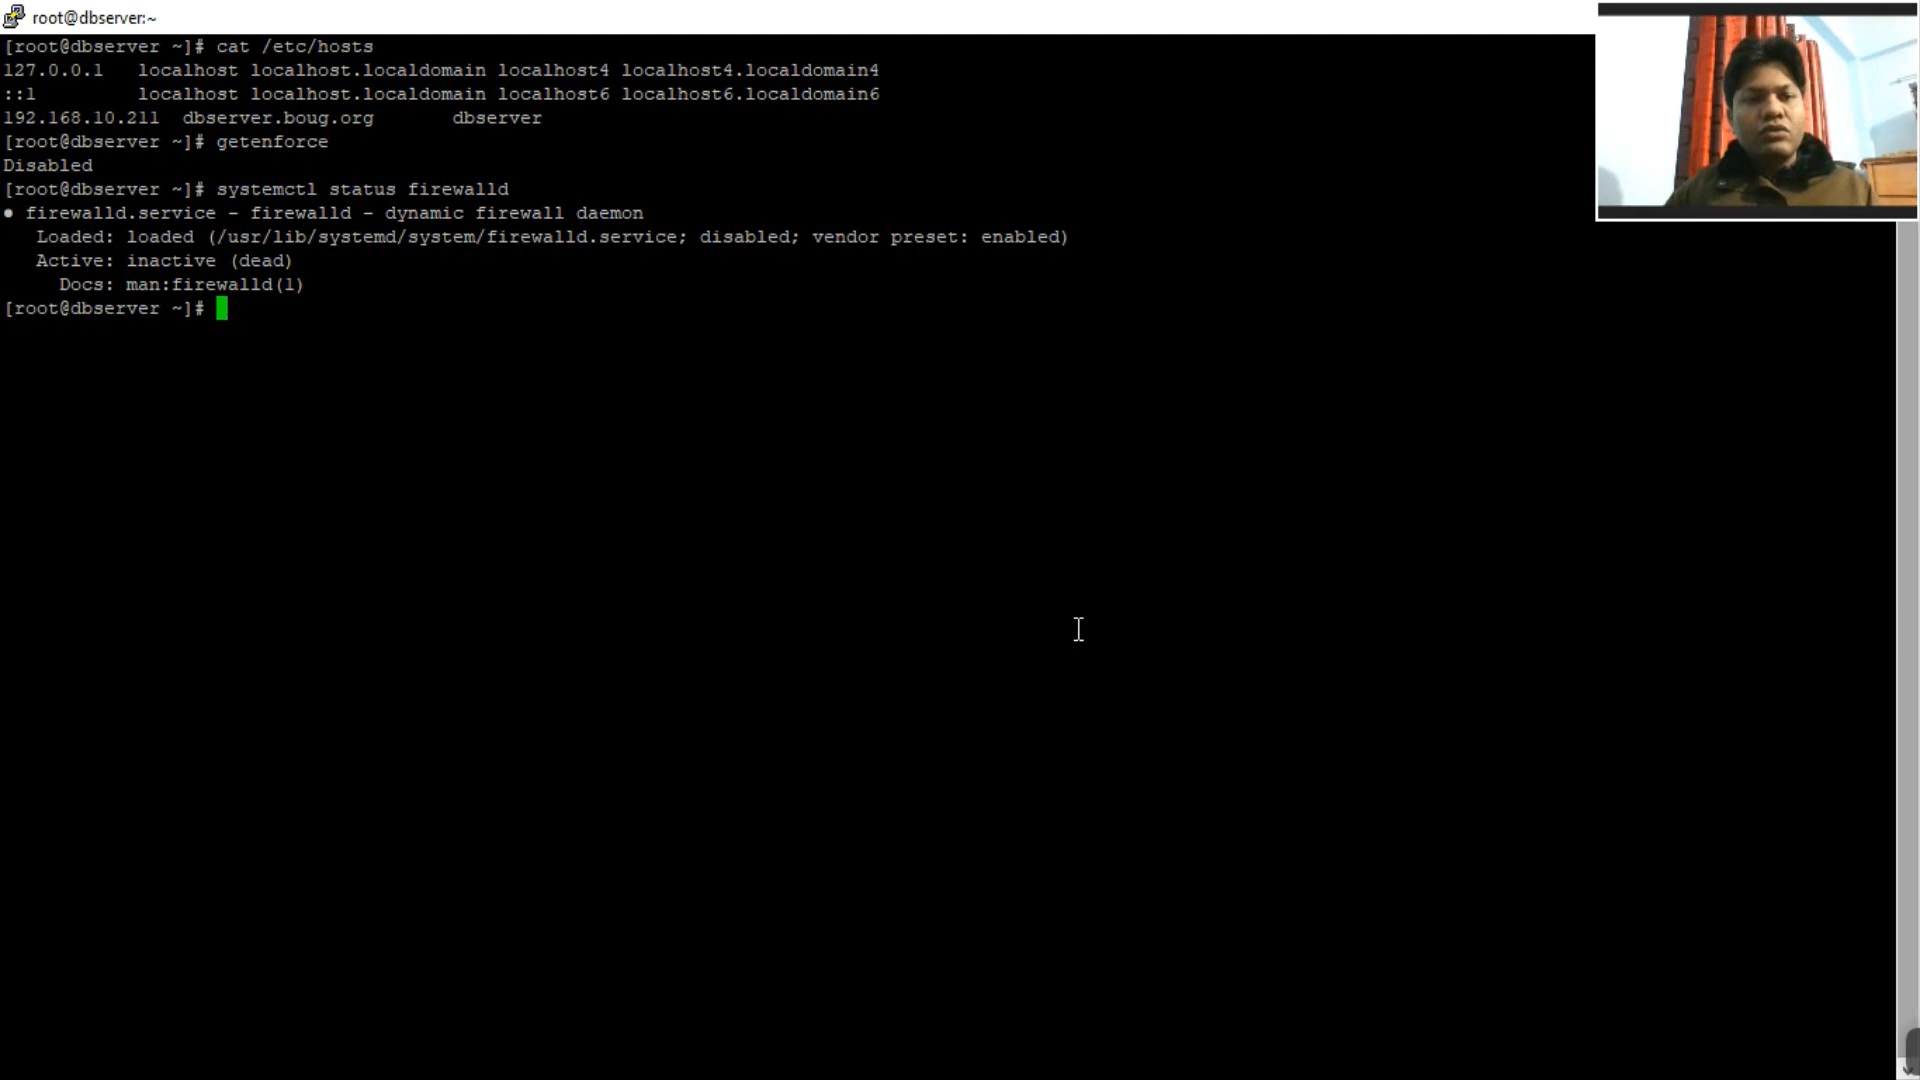 root@dbserver:~
[root@dbserver ~]# cat /etc/hosts
127.0.0.1   localhost localhost.localdomain localhost4 localhost4.localdomain4
::1         localhost localhost.localdomain localhost6 localhost6.localdomain6
192.168.10.211  dbserver.boug.org       dbserver
[root@dbserver ~]# getenforce
Disabled
[root@dbserver ~]# systemctl status firewalld
● firewalld.service - firewalld - dynamic firewall daemon
   Loaded: loaded (/usr/lib/systemd/system/firewalld.service; disabled; vendor preset: enabled)
   Active: inactive (dead)
     Docs: man:firewalld(1)
[root@dbserver ~]#